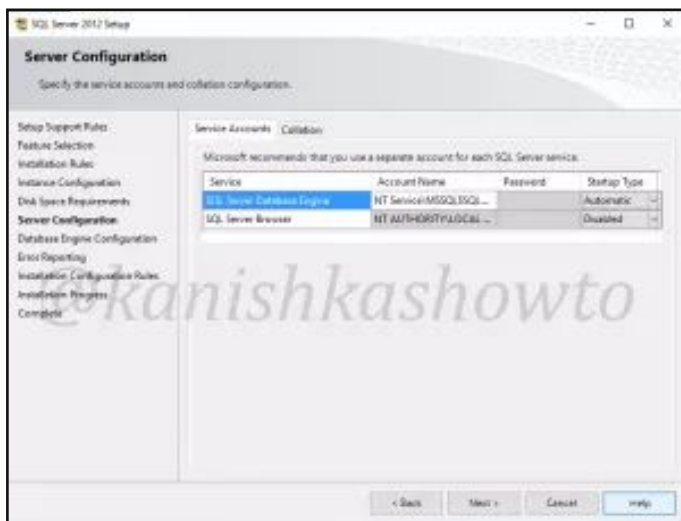 SQL Server 2012 Setup
Server Configuration
Specify the service accounts and collation configuration.
Setup Support Rules
Feature Selection
Installation Rules
Instance Configuration
Disk Space Requirements
Server Configuration
Database Engine Configuration
Error Reporting
Installation Configuration Rules
Installation Progress
Complete
Service Accounts Collation
Microsoft recommends that you use a separate account for each SQL Server service.
Service Account Name Password Startup Type
SQL Server Database Engine NT Service\MSSQL$SQL... Automatic
SQL Server Browser NT AUTHORITY\LOCAL ... Disabled
@kanishkashowto
< Back Next > Cancel Help